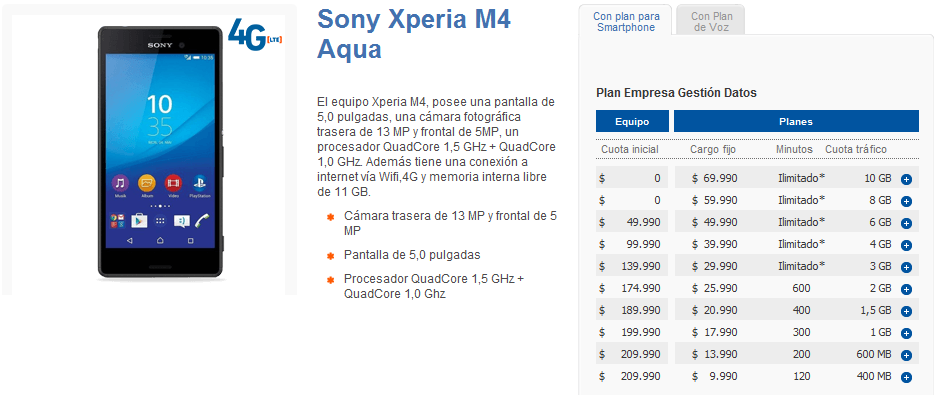 4G [LTE]
SONY
10:35
10
35
Música
Álbum
Video
PlayStation
Sony Xperia M4
Aqua
El equipo Xperia M4, posee una pantalla de
5,0 pulgadas, una cámara fotográfica
trasera de 13 MP y frontal de 5MP, un
procesador QuadCore 1,5 GHz + QuadCore
1,0 GHz. Además tiene una conexión a
internet vía Wifi,4G y memoria interna libre
de 11 GB.
Cámara trasera de 13 MP y frontal de 5
MP
Pantalla de 5,0 pulgadas
Procesador QuadCore 1,5 GHz +
QuadCore 1,0 Ghz
Con plan para
Smartphone
Con Plan
de Voz
Plan Empresa Gestión Datos
Equipo Planes
Cuota inicial Cargo fijo Minutos Cuota tráfico
$ 0 $ 69.990 Ilimitado* 10 GB
$ 0 $ 59.990 Ilimitado* 8 GB
$ 49.990 $ 49.990 Ilimitado* 6 GB
$ 99.990 $ 39.990 Ilimitado* 4 GB
$ 139.990 $ 29.990 Ilimitado* 3 GB
$ 174.990 $ 25.990 600 2 GB
$ 189.990 $ 20.990 400 1,5 GB
$ 199.990 $ 17.990 300 1 GB
$ 209.990 $ 13.990 200 600 MB
$ 209.990 $ 9.990 120 400 MB